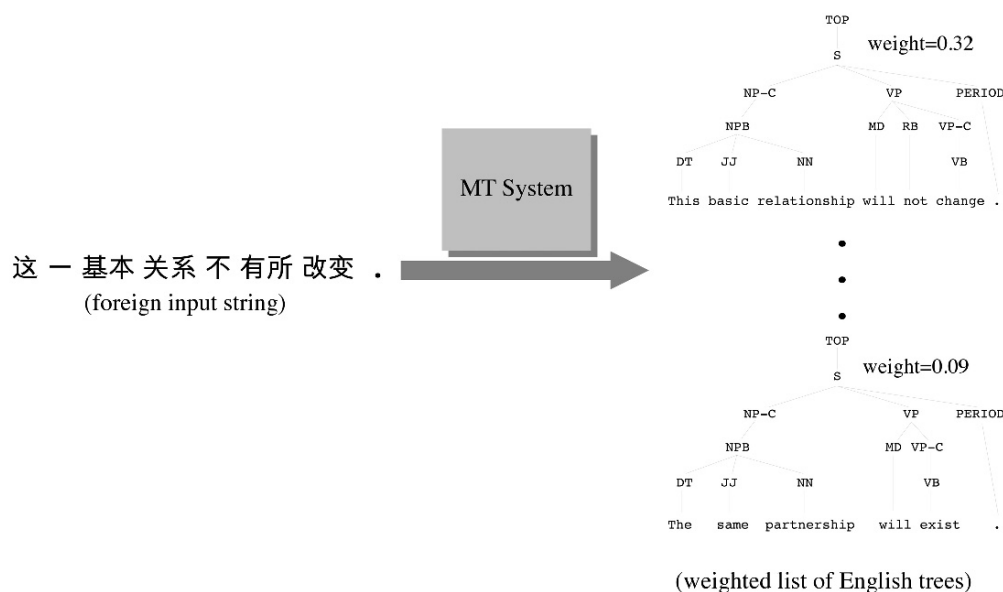 TOP
weight=0.32
S
NP-C VP PERIOD
NPB MD RB VP-C
DT JJ NN VB
This basic relationship will not change .
MT System
这 一 基本 关系 不 有所 改变 .
(foreign input string)
TOP
weight=0.09
S
NP-C VP PERIOD
NPB MD VP-C
DT JJ NN VB
The same partnership will exist .
(weighted list of English trees)